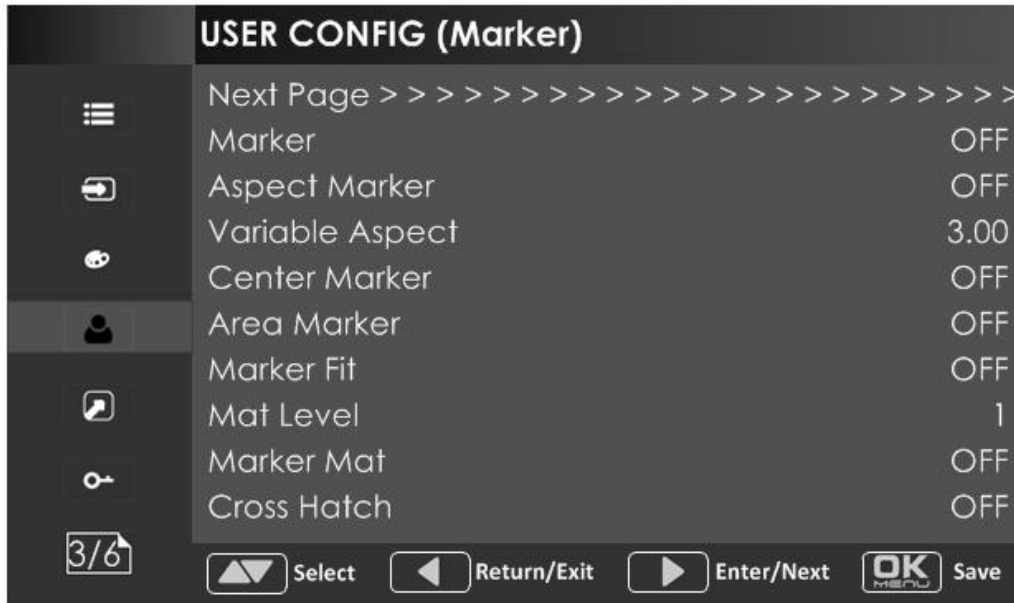 USER CONFIG (Marker)
Next Page > > > > > > > > > > > > > > > > > > > > > > >
Marker OFF
Aspect Marker OFF
Variable Aspect 3.00
Center Marker OFF
Area Marker OFF
Marker Fit OFF
Mat Level 1
Marker Mat OFF
Cross Hatch OFF
3/6
Select Return/Exit Enter/Next OK MENU Save